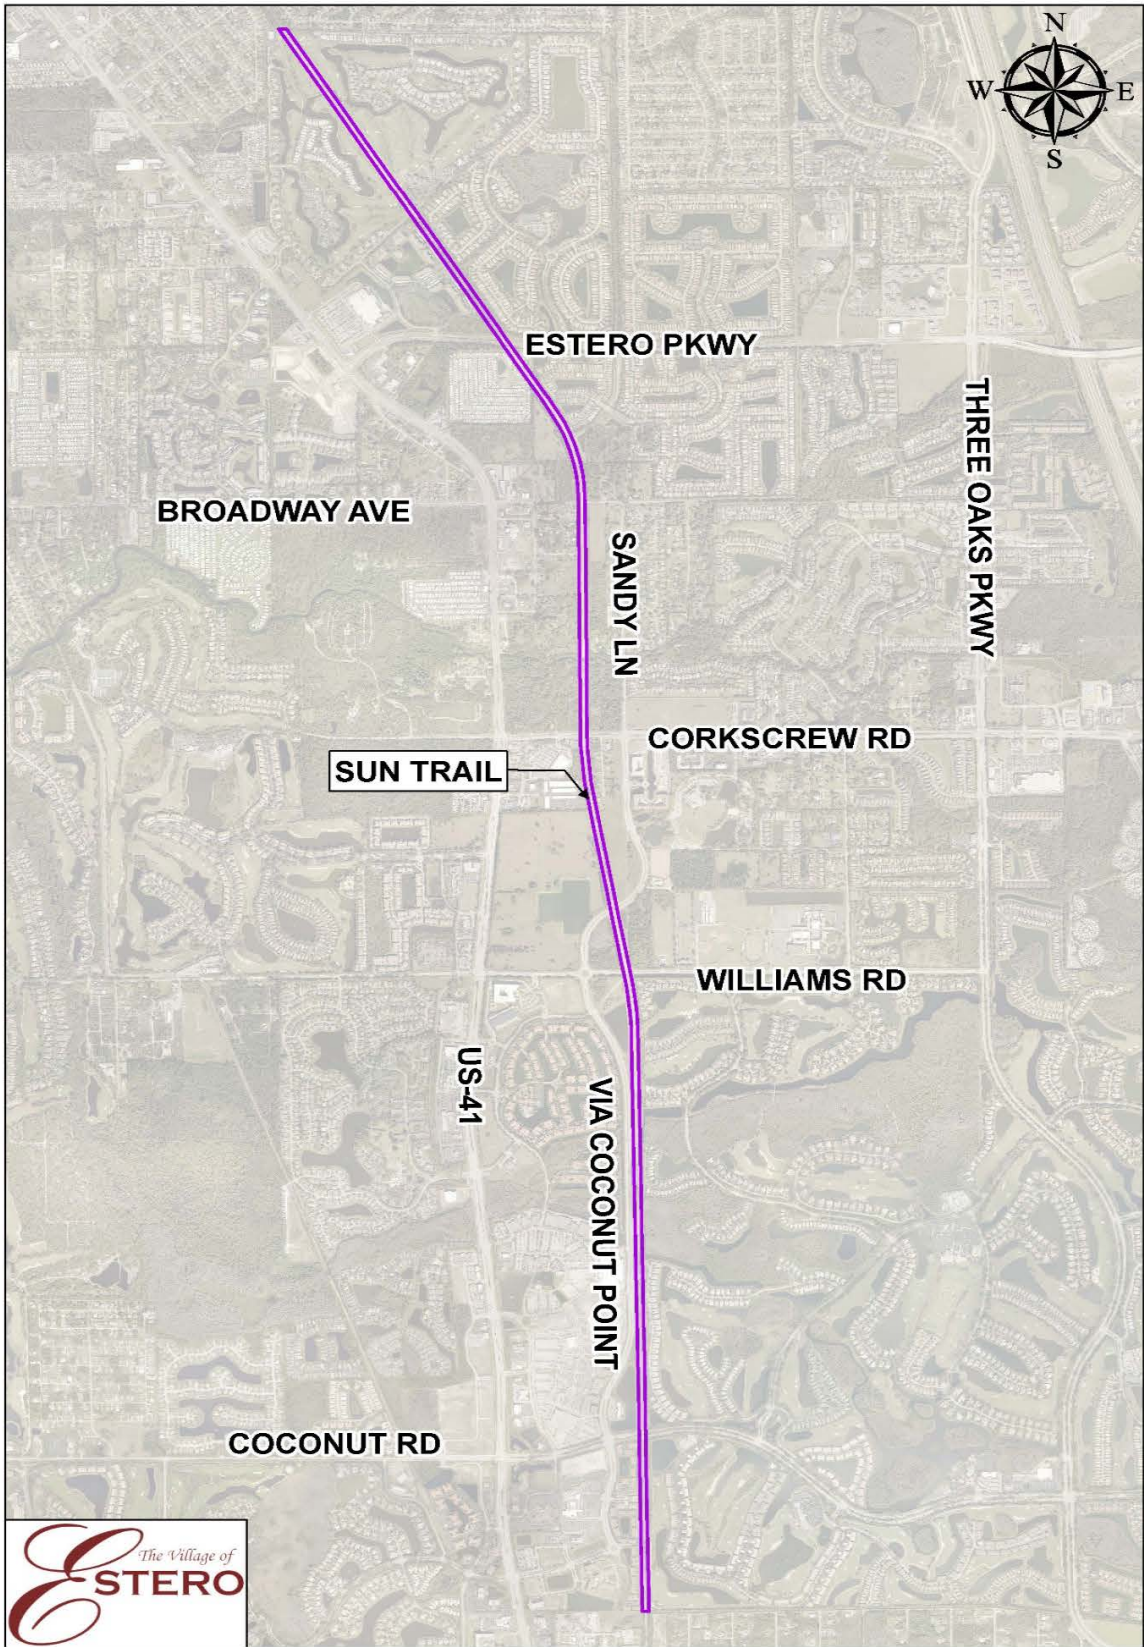 N
W E
S
ESTERO PKWY
THREE OAKS PKWY
BROADWAY AVE
SANDY LN
CORKSCREW RD
SUN TRAIL
WILLIAMS RD
US-41
VIA COCONUT POINT
COCONUT RD
The Village of
ESTERO